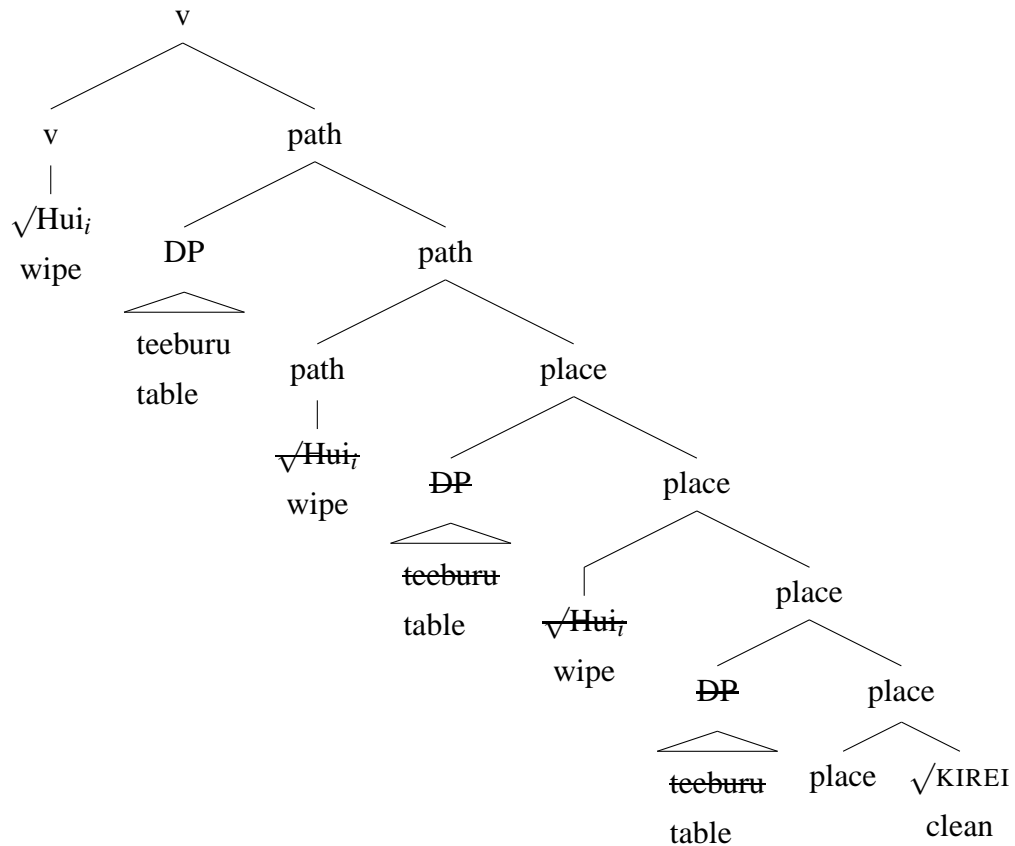 v
v path
√Hui_i
wipe
DP path
teeburu
table
path place
√Hui_i
wipe
DP place
teeburu
table
√Hui_i
wipe
place
DP place
teeburu
table
place √KIREI
clean